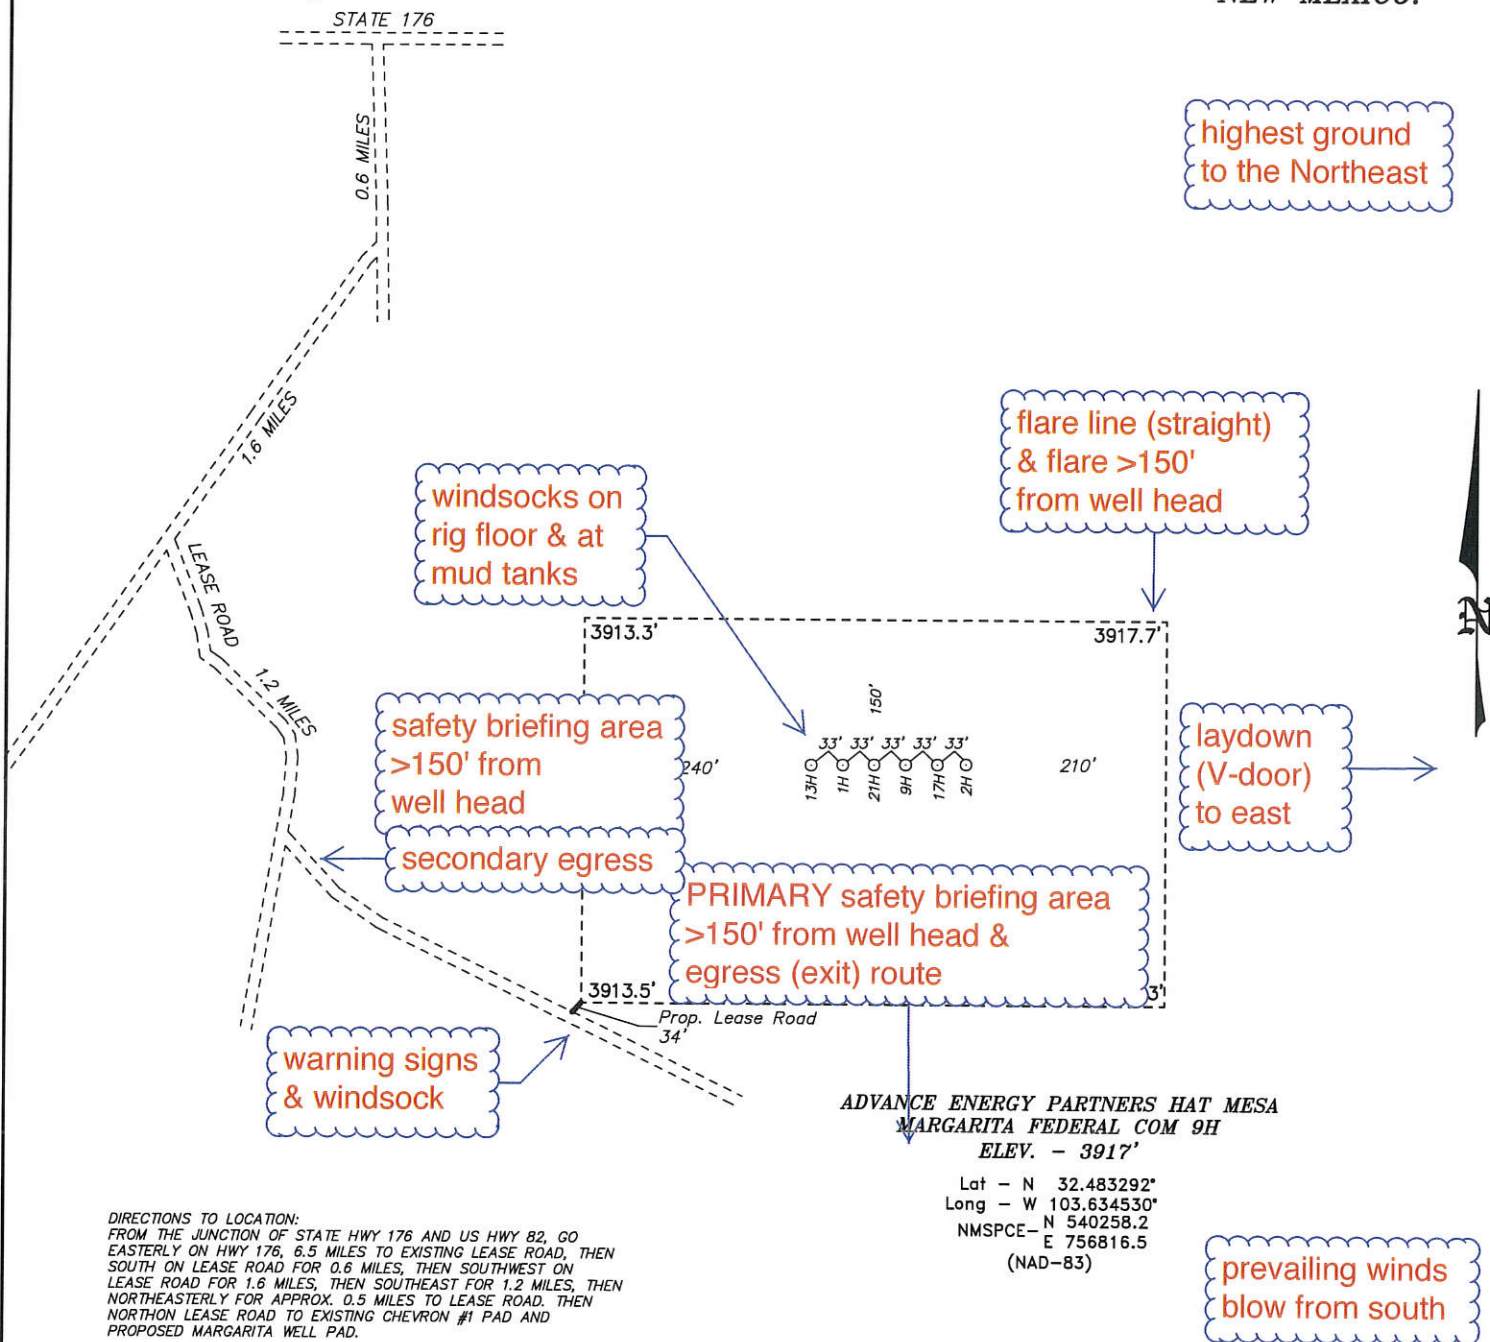 NEW MEXICO.
STATE 176
0.6 MILES
highest ground
to the Northeast
1.6 MILES
flare line (straight)
& flare >150'
from well head
windsocks on
rig floor & at
mud tanks
LEASE ROAD
N
3913.3'
3917.7'
1.2 MILES
150'
safety briefing area
>150' from
well head
240'
33' 33' 33' 33' 33'
13H 1H 21H 9H 17H 2H
210'
laydown
(V-door)
to east
secondary egress
PRIMARY safety briefing area
>150' from well head &
egress (exit) route
3913.5'
3'
Prop. Lease Road
34'
warning signs
& windsock
ADVANCE ENERGY PARTNERS HAT MESA
MARGARITA FEDERAL COM 9H
ELEV. - 3917'
Lat - N 32.483292°
Long - W 103.634530°
NMSPCE- N 540258.2
E 756816.5
(NAD-83)
DIRECTIONS TO LOCATION:
FROM THE JUNCTION OF STATE HWY 176 AND US HWY 82, GO
EASTERLY ON HWY 176, 6.5 MILES TO EXISTING LEASE ROAD, THEN
SOUTH ON LEASE ROAD FOR 0.6 MILES, THEN SOUTHWEST ON
LEASE ROAD FOR 1.6 MILES, THEN SOUTHEAST FOR 1.2 MILES, THEN
NORTHEASTERLY FOR APPROX. 0.5 MILES TO LEASE ROAD. THEN
NORTHON LEASE ROAD TO EXISTING CHEVRON #1 PAD AND
PROPOSED MARGARITA WELL PAD.
prevailing winds
blow from south